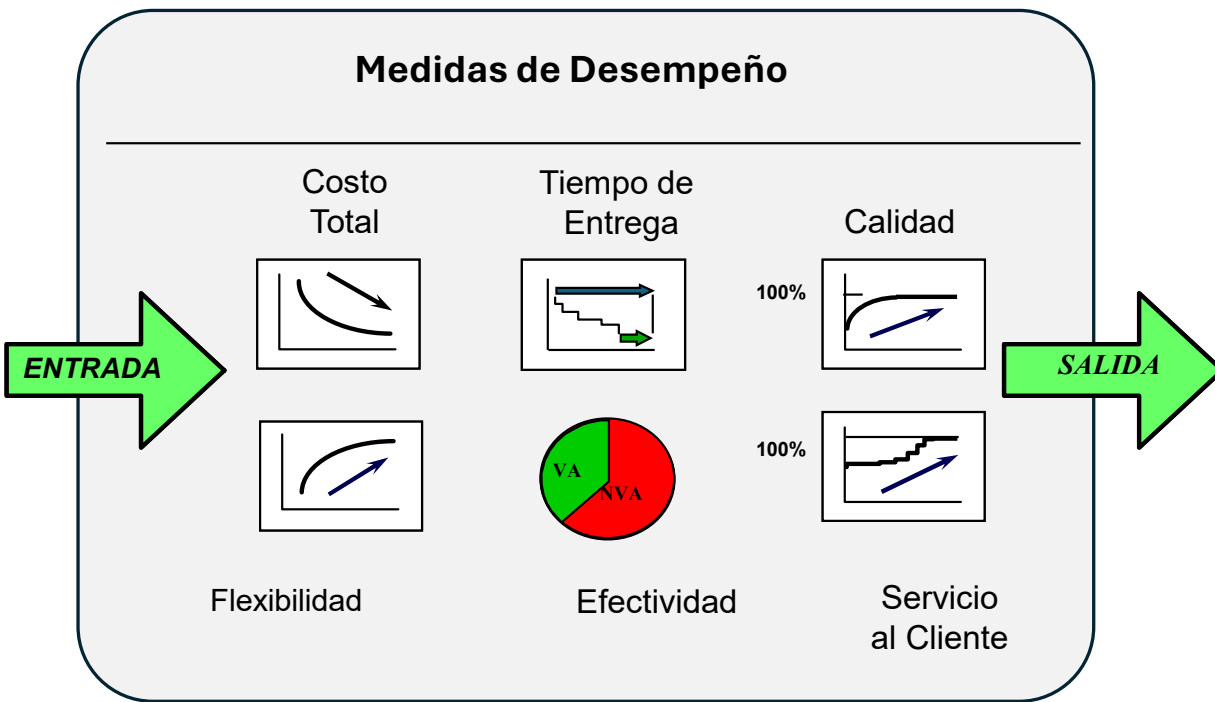 Medidas de Desempeño
Costo
Total
Tiempo de
Entrega
Calidad
100%
ENTRADA
SALIDA
100%
VA
NVA
Flexibilidad
Efectividad
Servicio
al Cliente